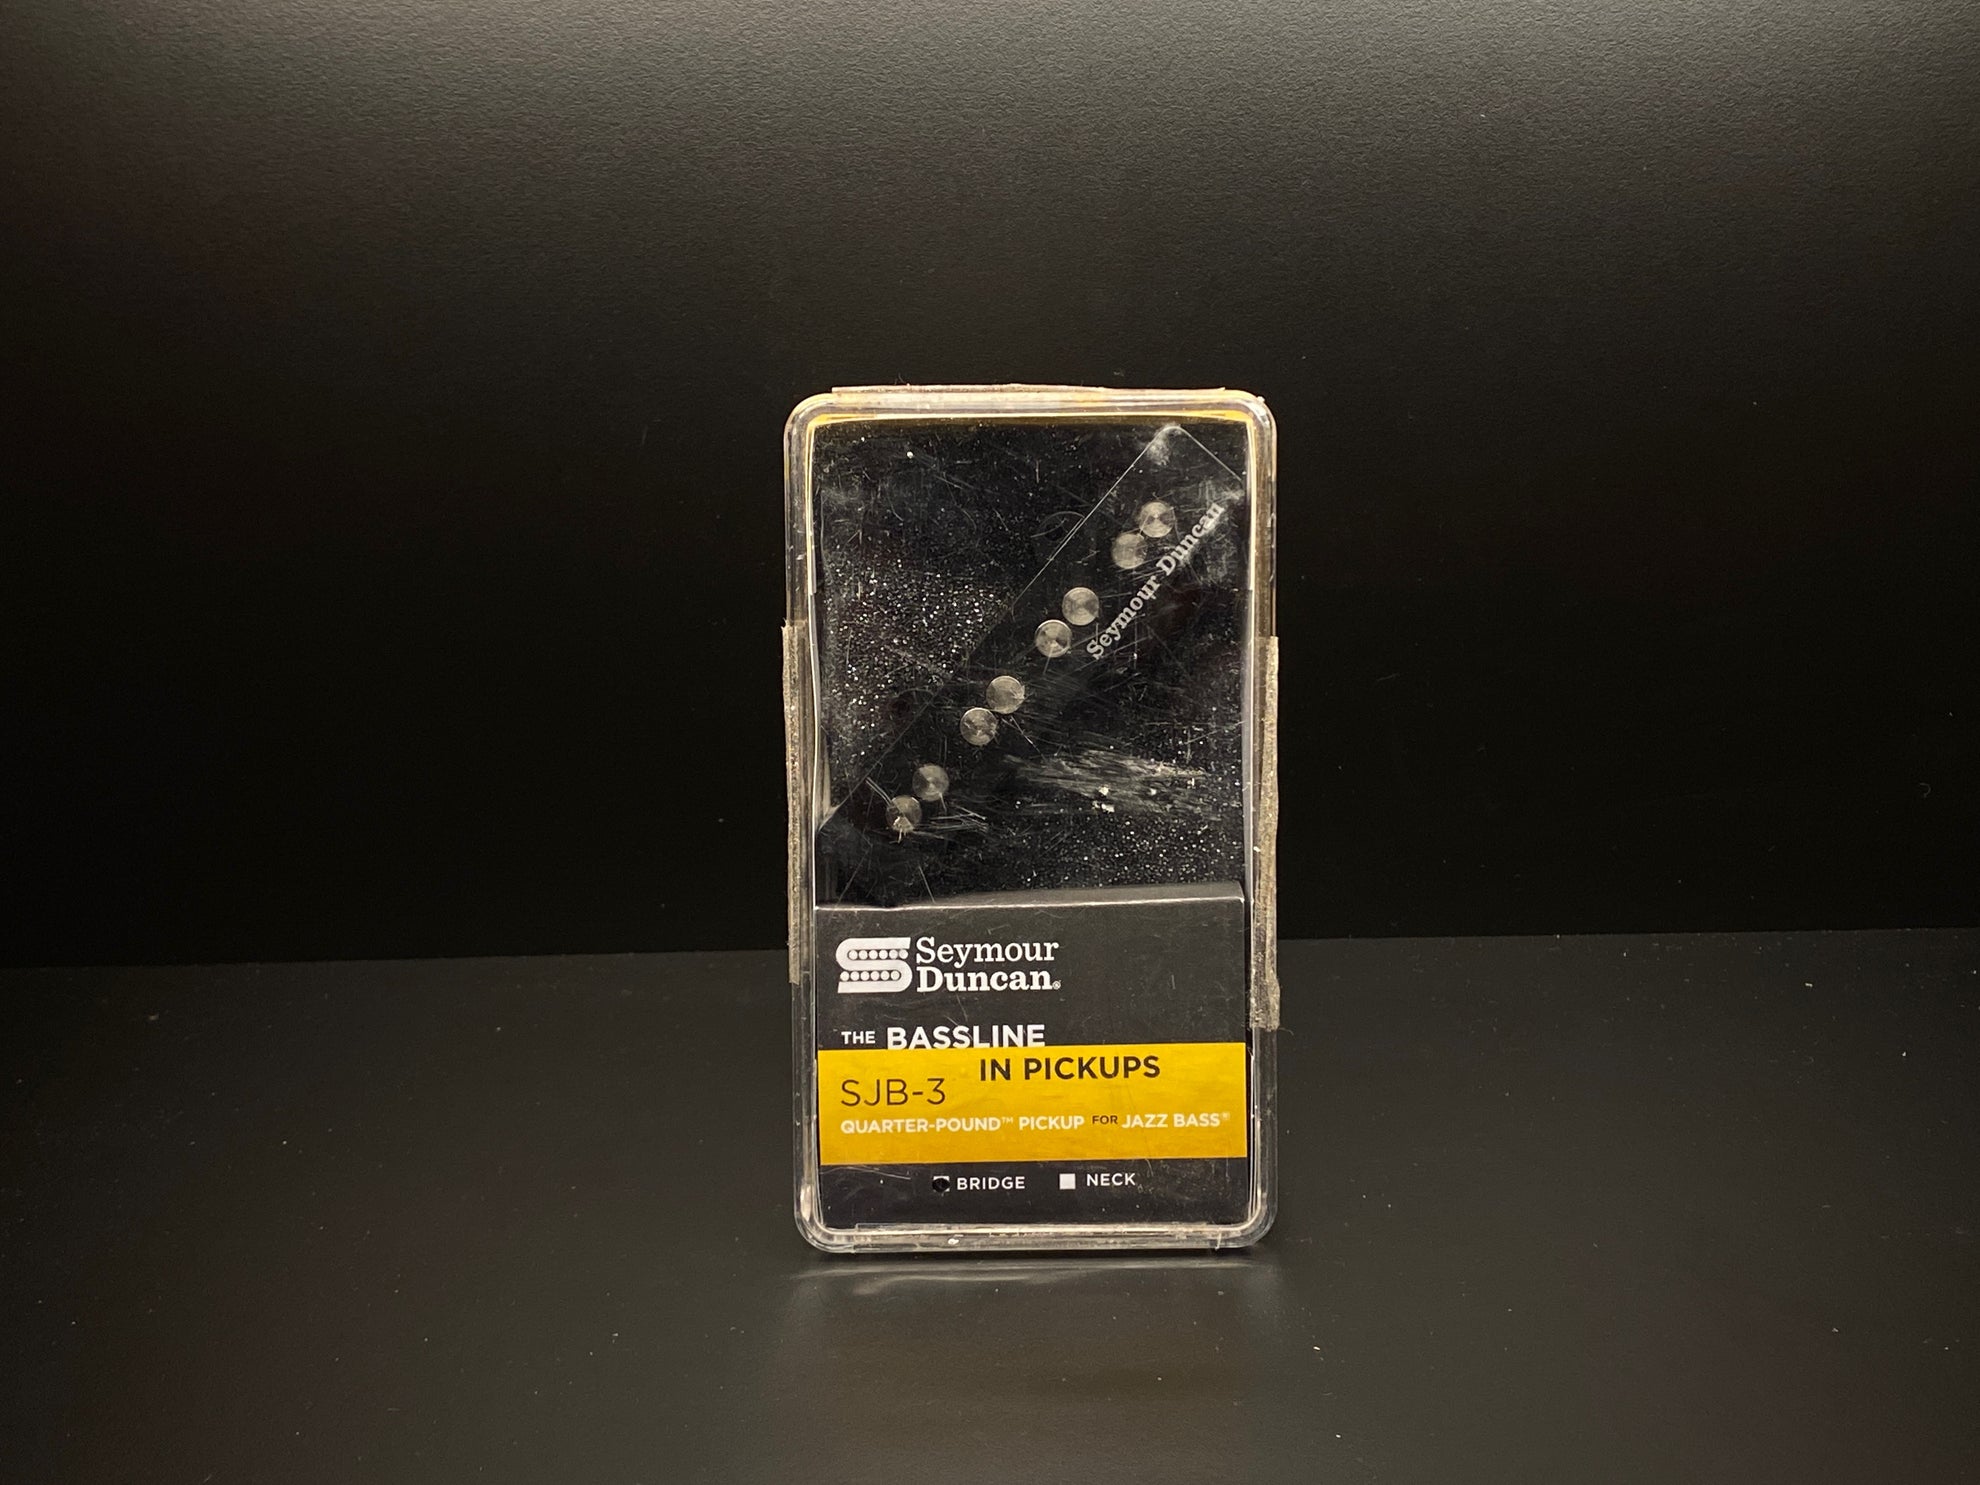 Seymour Duncan
Seymour
Duncan®
THE BASSLINE
IN PICKUPS
SJB-3
QUARTER-POUND™ PICKUP FOR JAZZ BASS®
BRIDGE NECK